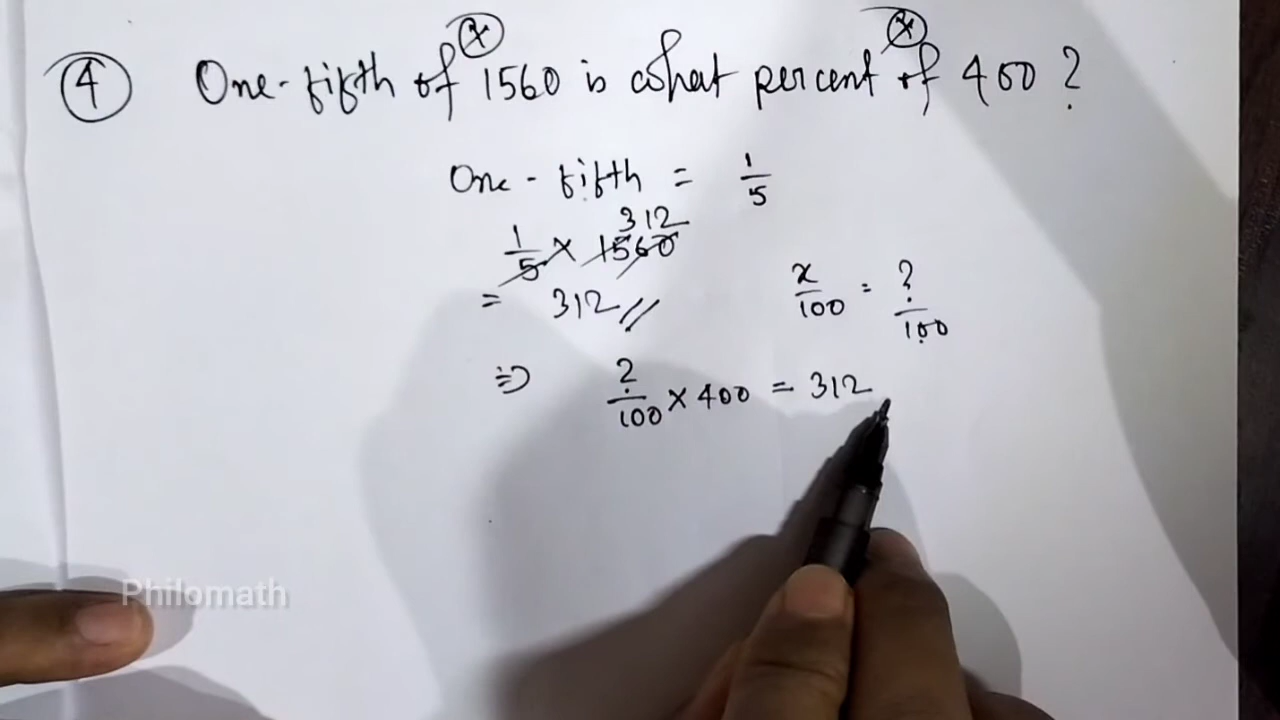 ④ One-fifth of 1560 is what percent of 400 ?
One-fifth = 1/5
1/5 x 1560 312
= 312 //
x/100 = ?/100
⇒ ?/100 x 400 = 312
Philomath